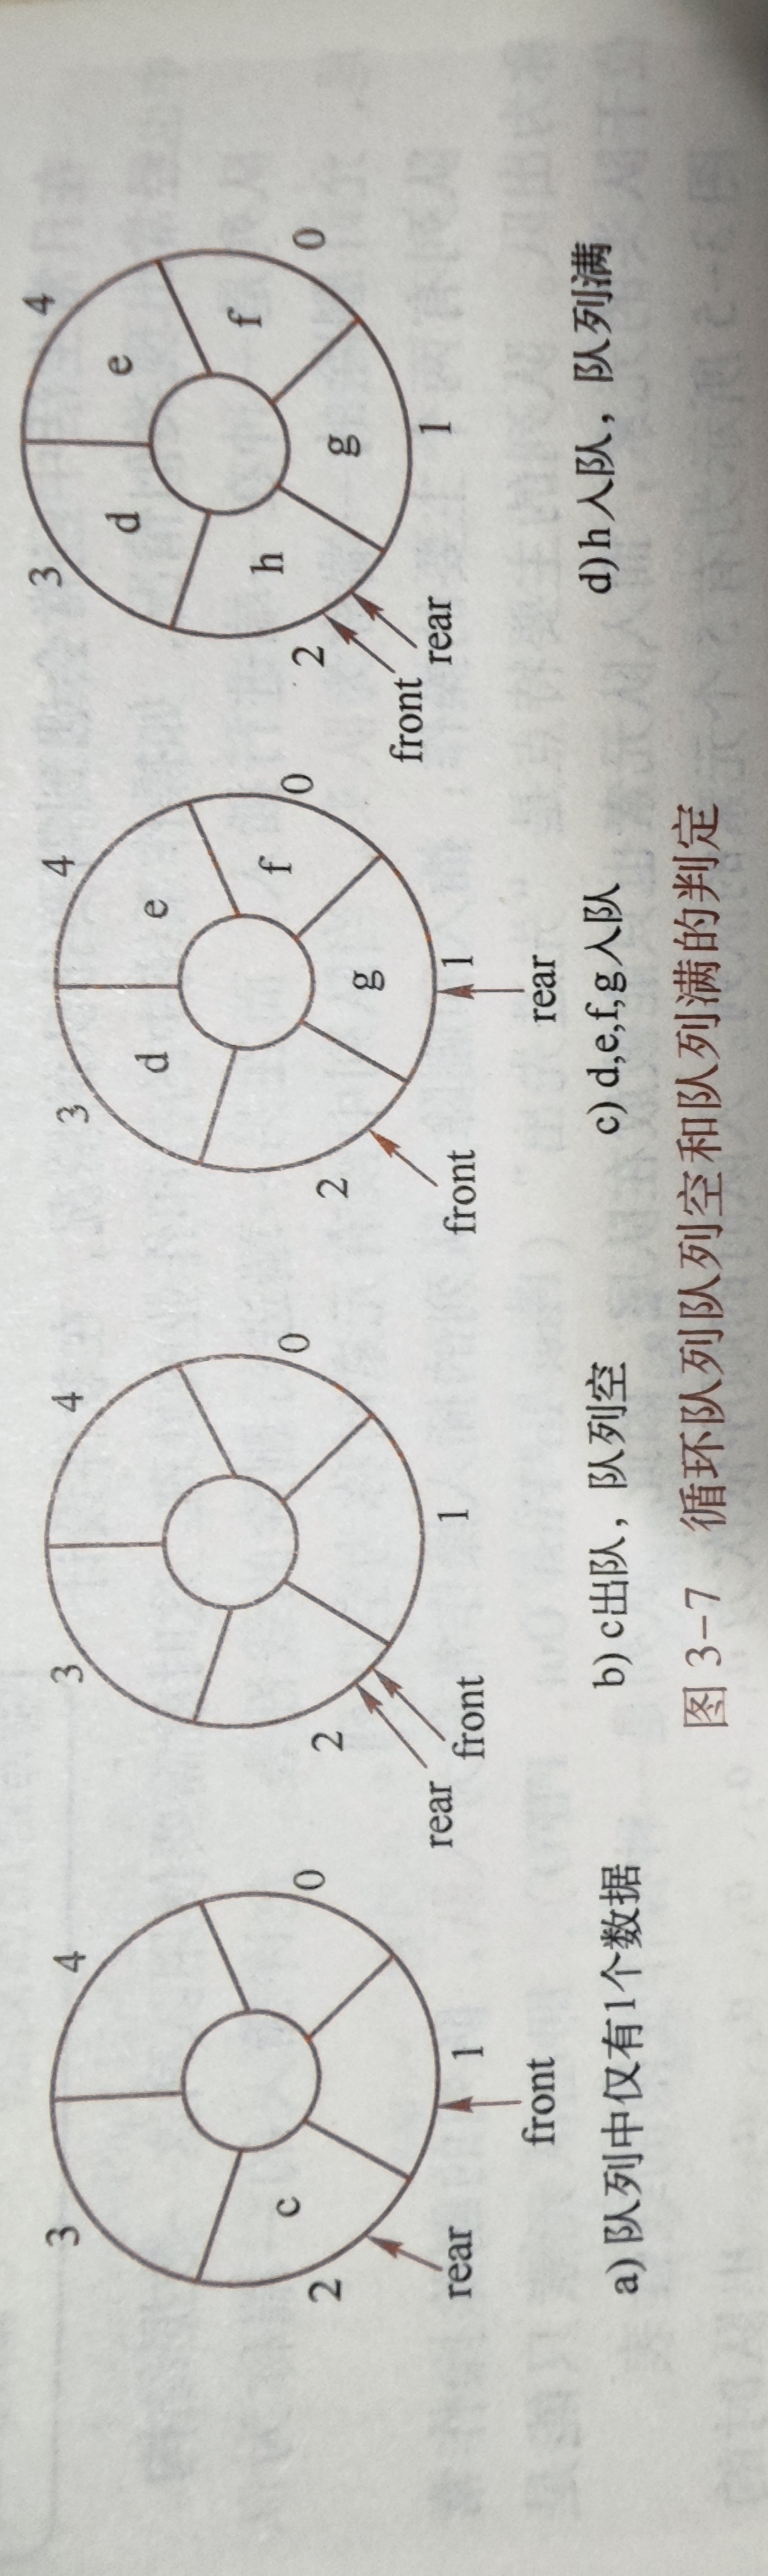 3 4
c
2 0
rear
1
front
a) 队列中仅有1个数据
3 4
2 0
rear
front
1
b) c出队，队列空
3 4
d e
f
2 0
g
front
1
rear
c) d,e,f,g入队
3 4
d e
h f
2 0
g
front
rear
1
d) h入队，队列满
图 3-7 循环队列队列空和队列满的判定